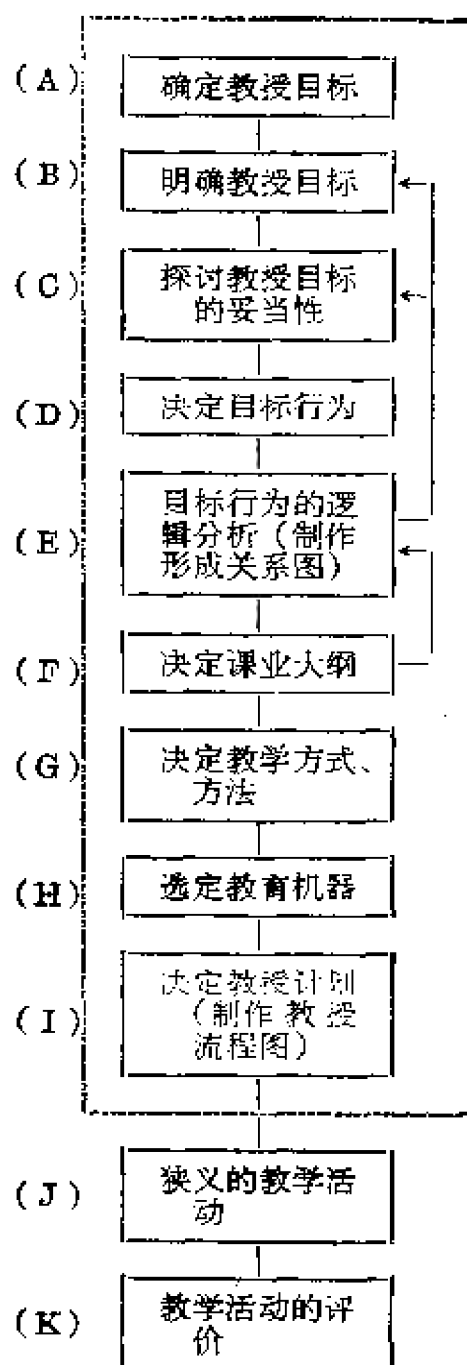 (A) 确定教授目标
(B) 明确教授目标
(C) 探讨教授目标
的妥当性
(D) 决定目标行为
(E) 目标行为的逻
辑分析(制作
形成关系图)
(F) 决定课业大纲
(G) 决定教学方式、
方法
(H) 选定教育机器
(I) 决定教授计划
(制作教授
流程图)
(J) 狭义的教学活
动
(K) 教学活动的评
价